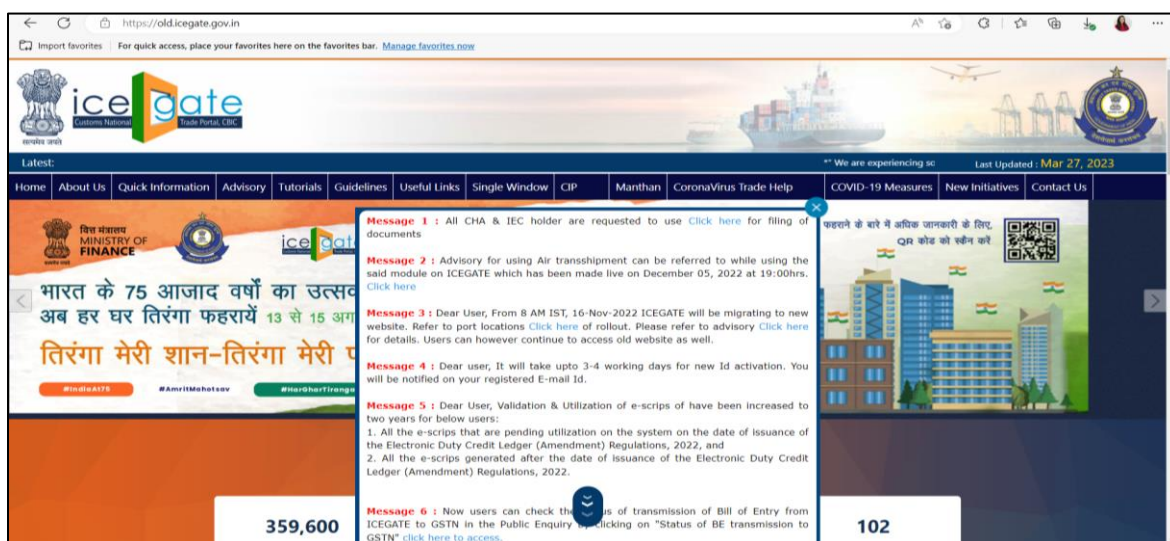 https://old.icegate.gov.in
Import favorites
For quick access, place your favorites here on the favorites bar. Manage favorites now
सत्यमेव जयते
ice gate
Customs National Trade Portal, CBIC
Latest:
** We are experiencing sc
Last Updated : Mar 27, 2023
Home About Us Quick Information Advisory Tutorials Guidelines Useful Links Single Window CIP Manthan CoronaVirus Trade Help COVID-19 Measures New Initiatives Contact Us
वित्त मंत्रालय
MINISTRY OF
FINANCE
ice gat
भारत के 75 आजाद वर्षों का उत्सव
अब हर घर तिरंगा फहरायें 13 से 15 अग
तिरंगा मेरी शान-तिरंगा मेरी
#IndiaAt75
#AmritMahotsav
#HarGharTiranga
फहराने के बारे में अधिक जानकारी के लिए,
QR कोड को स्कैन करें
Message 1 : All CHA & IEC holder are requested to use Click here for filing of
documents
Message 2 : Advisory for using Air transshipment can be referred to while using the
said module on ICEGATE which has been made live on December 05, 2022 at 19:00hrs.
Click here
Message 3 : Dear User, From 8 AM IST, 16-Nov-2022 ICEGATE will be migrating to new
website. Refer to port locations Click here of rollout. Please refer to advisory Click here
for details. Users can however continue to access old website as well.
Message 4 : Dear user, It will take upto 3-4 working days for new Id activation. You
will be notified on your registered E-mail Id.
Message 5 : Dear User, Validation & Utilization of e-scrips of have been increased to
two years for below users:
1. All the e-scrips that are pending utilization on the system on the date of issuance of
the Electronic Duty Credit Ledger (Amendment) Regulations, 2022, and
2. All the e-scrips generated after the date of issuance of the Electronic Duty Credit
Ledger (Amendment) Regulations, 2022.
Message 6 : Now users can check the us of transmission of Bill of Entry from
ICEGATE to GSTN in the Public Enquiry by clicking on "Status of BE transmission to
GSTN" click here to access.
359,600
102